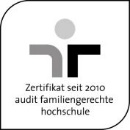 Zertifikat seit 2010
audit familiengerechte
hochschule